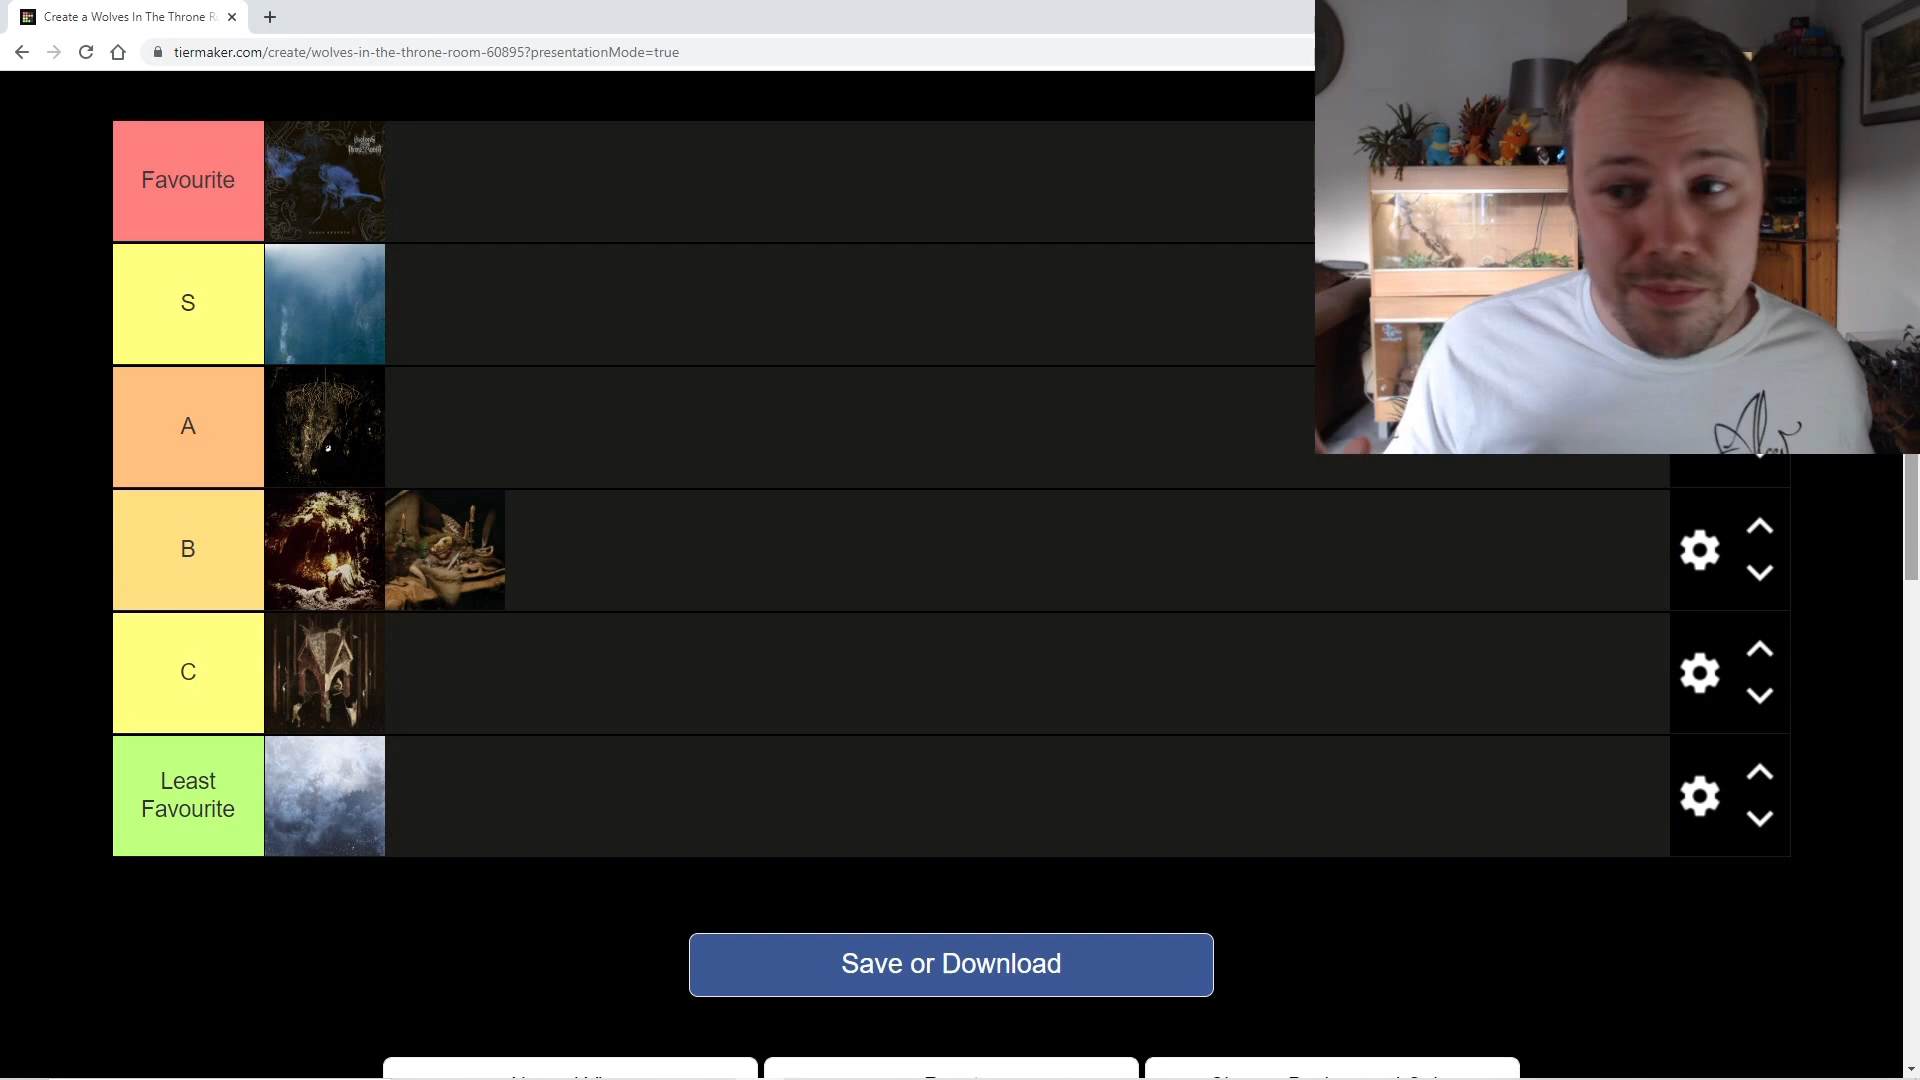 Create a Wolves In The Throne R
tiermaker.com/create/wolves-in-the-throne-room-60895?presentationMode=true
Favourite
S
A
B
C
Least
Favourite
Save or Download